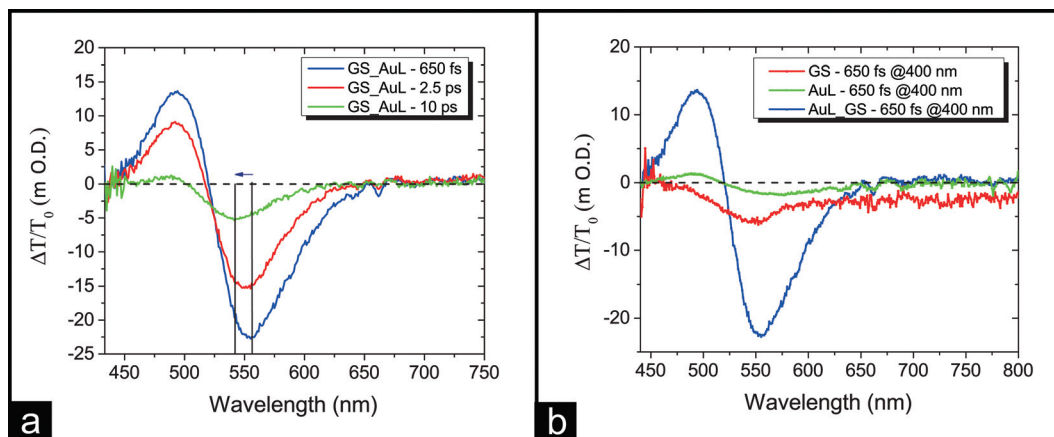 20
15
10
5
0
-5
-10
-15
-20
-25
ΔT/T₀ (m O.D.)
GS_AuL - 650 fs
GS_AuL - 2.5 ps
GS_AuL - 10 ps
450 500 550 600 650 700 750
Wavelength (nm)
a
20
10
0
-10
-20
ΔT/T₀ (m O.D.)
GS - 650 fs @400 nm
AuL - 650 fs @400 nm
AuL_GS - 650 fs @400 nm
450 500 550 600 650 700 750 800
Wavelength (nm)
b